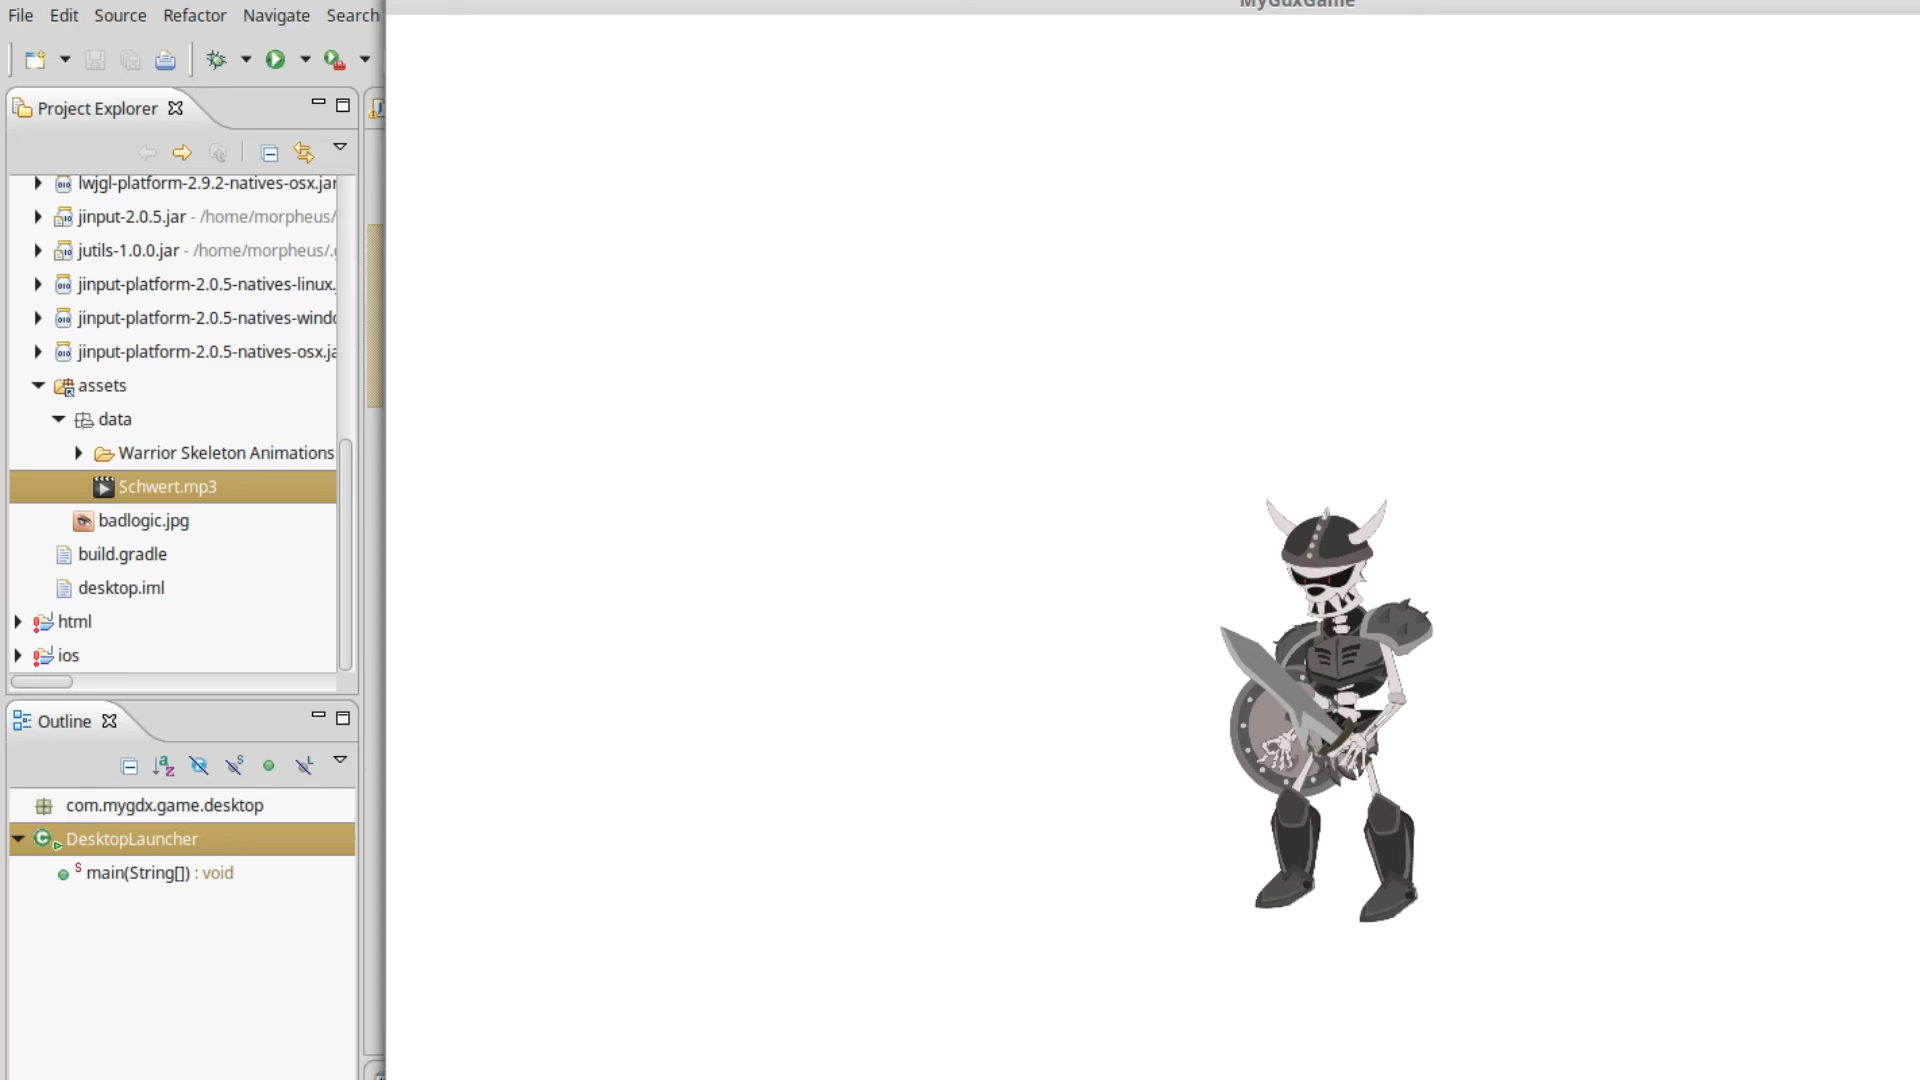 File Edit Source Refactor Navigate Search
MyGdxGame
Project Explorer
lwjgl-platform-2.9.2-natives-osx.jar
jinput-2.0.5.jar - /home/morpheus/
jutils-1.0.0.jar - /home/morpheus/.
jinput-platform-2.0.5-natives-linux.
jinput-platform-2.0.5-natives-windo
jinput-platform-2.0.5-natives-osx.ja
assets
data
Warrior Skeleton Animations
Schwert.mp3
badlogic.jpg
build.gradle
desktop.iml
html
ios
Outline
com.mygdx.game.desktop
DesktopLauncher
main(String[]) : void